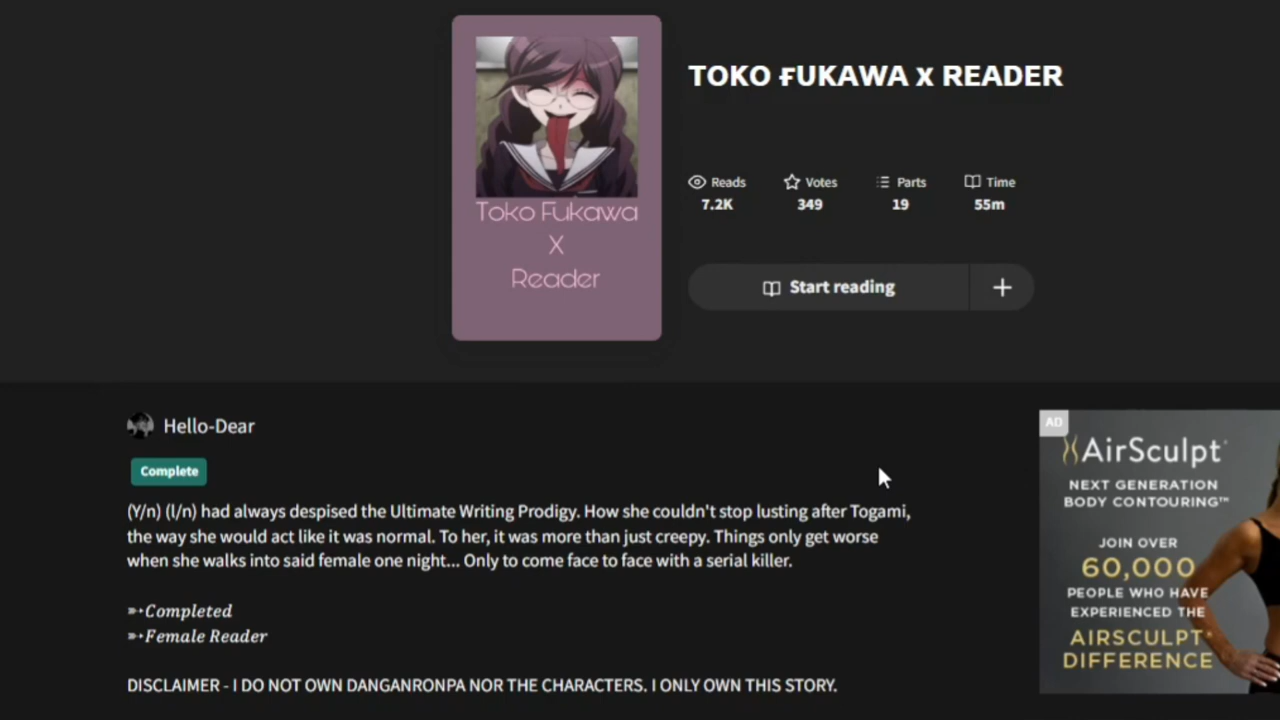 TOKO ғUKAWA x READER
Reads
Votes
Parts
Time
7.2K
349
19
55m
Toko Fukawa
X
Reader
Start reading
Hello-Dear
Complete
(Y/n) (l/n) had always despised the Ultimate Writing Prodigy. How she couldn't stop lusting after Togami,
the way she would act like it was normal. To her, it was more than just creepy. Things only get worse
when she walks into said female one night... Only to come face to face with a serial killer.
➳Completed
➳Female Reader
DISCLAIMER - I DO NOT OWN DANGANRONPA NOR THE CHARACTERS. I ONLY OWN THIS STORY.
AD
AirSculpt
NEXT GENERATION
BODY CONTOURING™
JOIN OVER
60,000
PEOPLE WHO HAVE
EXPERIENCED THE
AIRSCULPT
DIFFERENCE